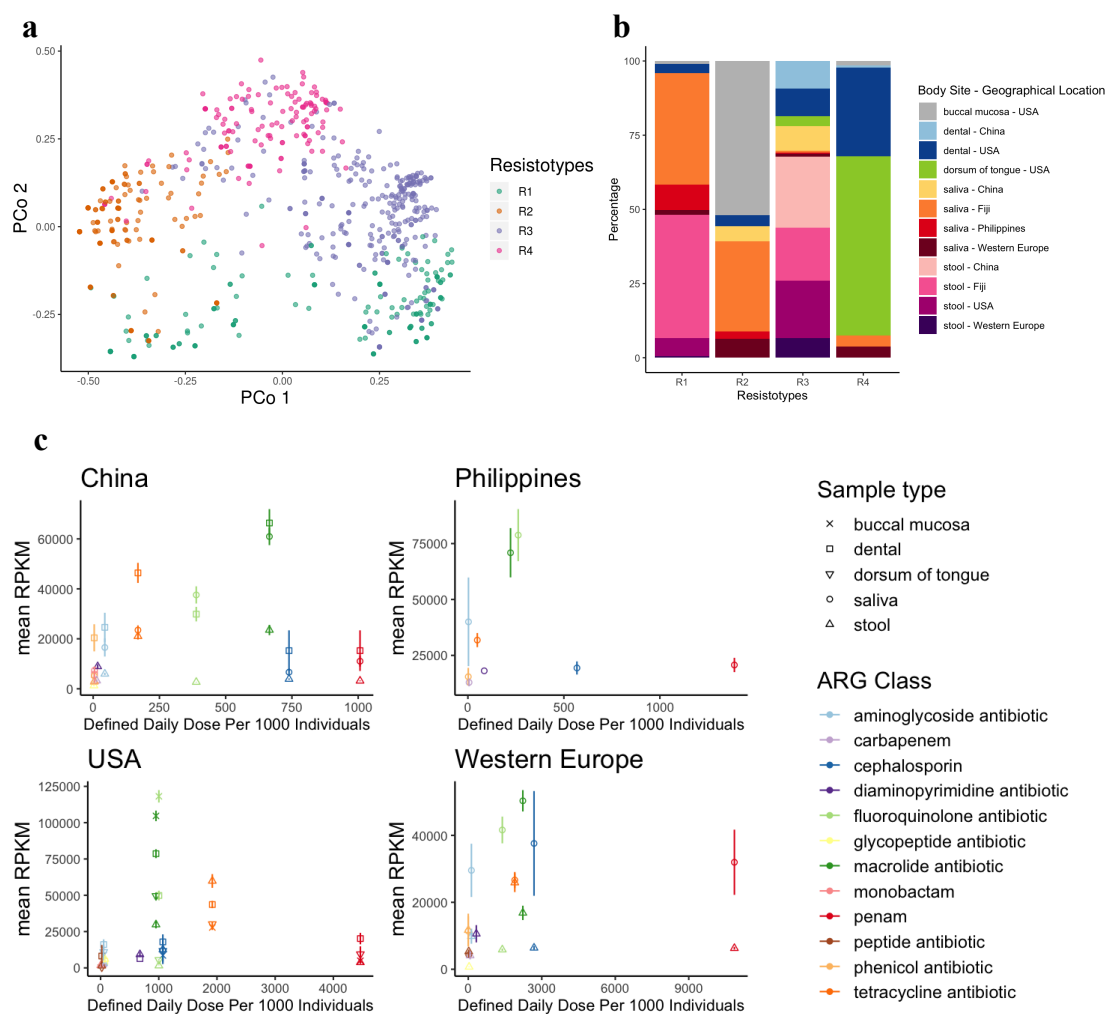 a
0.50
0.25
0.00
-0.25
PCo 2
-0.50
-0.25
0.00
0.25
PCo 1
Resistotypes
R1
R2
R3
R4
b
100
75
50
25
0
Percentage
R1
R2
R3
R4
Resistotypes
Body Site - Geographical Location
buccal mucosa - USA
dental - China
dental - USA
dorsum of tongue - USA
saliva - China
saliva - Fiji
saliva - Philippines
saliva - Western Europe
stool - China
stool - Fiji
stool - USA
stool - Western Europe
c
China
60000
40000
20000
0
mean RPKM
0
250
500
750
1000
Defined Daily Dose Per 1000 Individuals
Philippines
75000
50000
25000
mean RPKM
0
500
1000
Defined Daily Dose Per 1000 Individuals
USA
125000
100000
75000
50000
25000
0
mean RPKM
0
1000
2000
3000
4000
Defined Daily Dose Per 1000 Individuals
Western Europe
40000
20000
0
mean RPKM
0
3000
6000
9000
Defined Daily Dose Per 1000 Individuals
Sample type
buccal mucosa
dental
dorsum of tongue
saliva
stool
ARG Class
aminoglycoside antibiotic
carbapenem
cephalosporin
diaminopyrimidine antibiotic
fluoroquinolone antibiotic
glycopeptide antibiotic
macrolide antibiotic
monobactam
penam
peptide antibiotic
phenicol antibiotic
tetracycline antibiotic